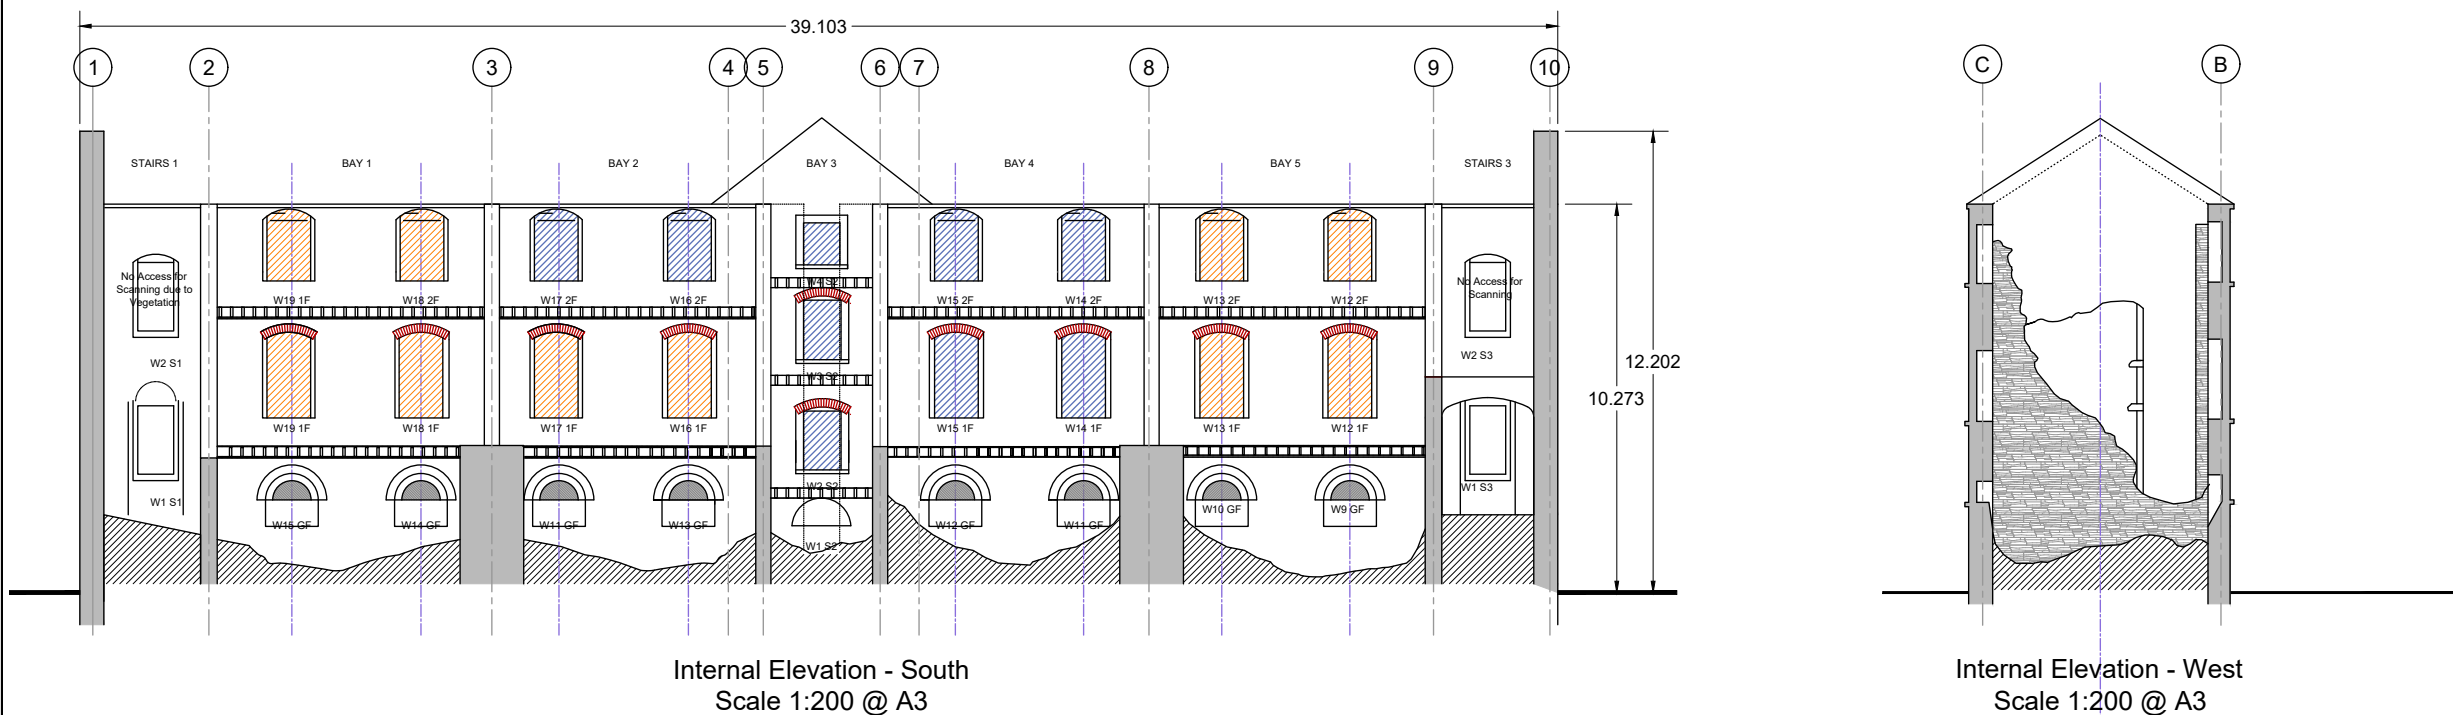 39.103
1 2 3 4 5 6 7 8 9 10 C B
STAIRS 1 BAY 1 BAY 2 BAY 3 BAY 4 BAY 5 STAIRS 3
No Access for
Scanning due to
Vegetation
No Access for
Scanning
W19 1F W18 2F W17 2F W16 2F W4 S2 W15 2F W14 2F W13 2F W12 2F
W2 S1 W3 S2 W2 S3
12.202
10.273
W19 1F W18 1F W17 1F W16 1F W15 1F W14 1F W13 1F W12 1F
W1 S1 W2 S2 W1 S3
W15 GF W14 GF W11 GF W13 GF W12 GF W11 GF W10 GF W9 GF
W1 S2
Internal Elevation - South
Scale 1:200 @ A3
Internal Elevation - West
Scale 1:200 @ A3